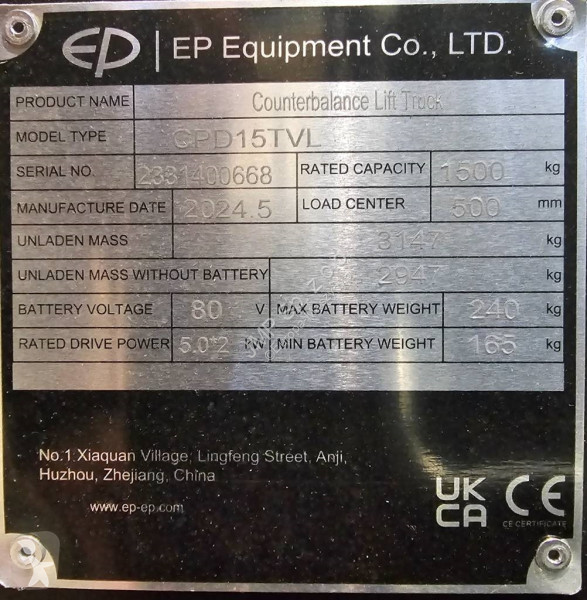 EP | EP Equipment Co., LTD.
PRODUCT NAME Counterbalance Lift Truck
MODEL TYPE CPD15TVL
SERIAL NO. 2331400668 RATED CAPACITY 1500 kg
MANUFACTURE DATE 2024.5 LOAD CENTER 500 mm
UNLADEN MASS 3147 kg
UNLADEN MASS WITHOUT BATTERY 2947 kg
BATTERY VOLTAGE 80 V MAX BATTERY WEIGHT 240 kg
RATED DRIVE POWER 5.0*2 kW MIN BATTERY WEIGHT 165 kg
No.1 Xiaquan Village, Lingfeng Street, Anji,
Huzhou, Zhejiang, China
www.ep-ep.com
UK
CA CE
CE CERTIFICATE